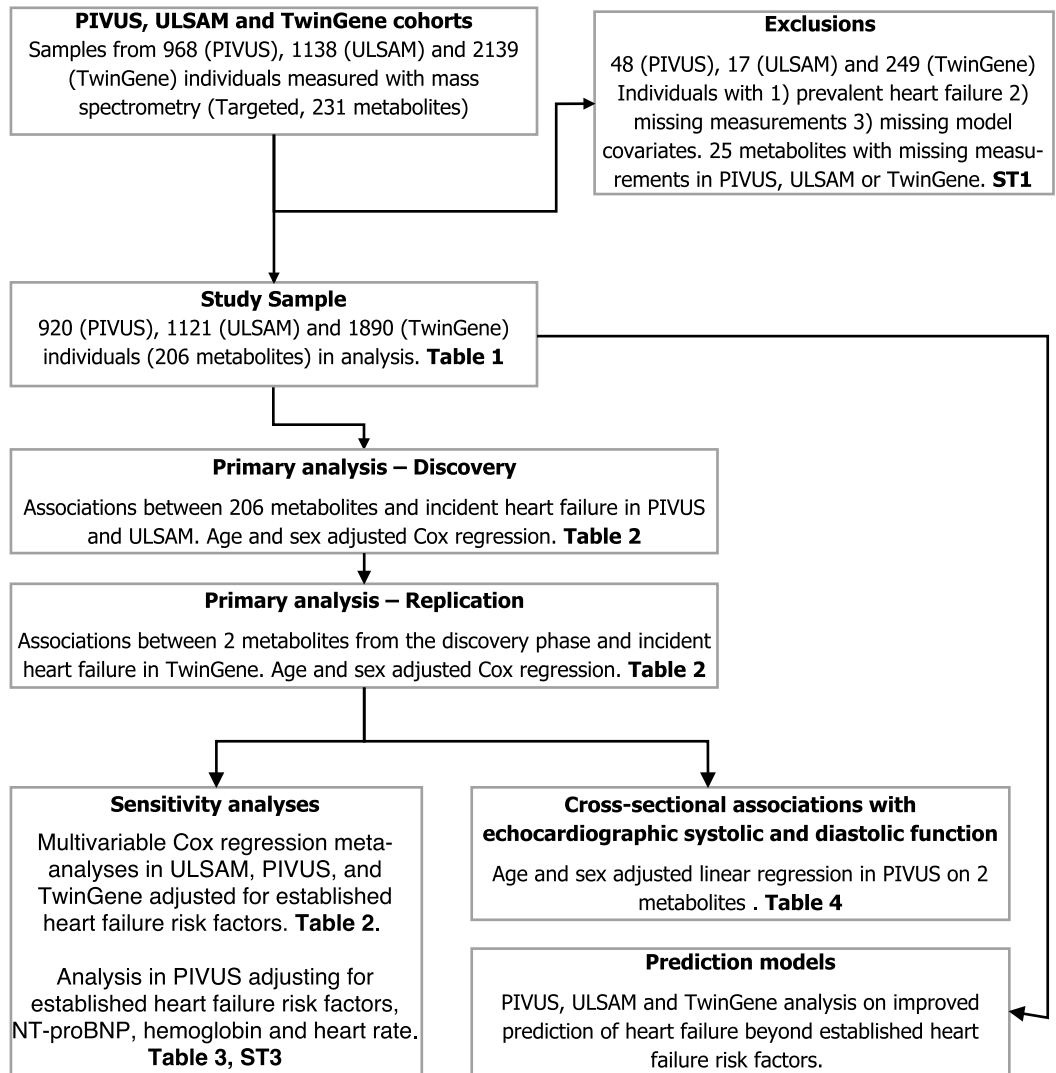 PIVUS, ULSAM and TwinGene cohorts
Samples from 968 (PIVUS), 1138 (ULSAM) and 2139
(TwinGene) individuals measured with mass
spectrometry (Targeted, 231 metabolites)
Exclusions
48 (PIVUS), 17 (ULSAM) and 249 (TwinGene)
Individuals with 1) prevalent heart failure 2)
missing measurements 3) missing model
covariates. 25 metabolites with missing measu-
rements in PIVUS, ULSAM or TwinGene. ST1
Study Sample
920 (PIVUS), 1121 (ULSAM) and 1890 (TwinGene)
individuals (206 metabolites) in analysis. Table 1
Primary analysis – Discovery
Associations between 206 metabolites and incident heart failure in PIVUS
and ULSAM. Age and sex adjusted Cox regression. Table 2
Primary analysis – Replication
Associations between 2 metabolites from the discovery phase and incident
heart failure in TwinGene. Age and sex adjusted Cox regression. Table 2
Sensitivity analyses
Multivariable Cox regression meta-
analyses in ULSAM, PIVUS, and
TwinGene adjusted for established
heart failure risk factors. Table 2.
Analysis in PIVUS adjusting for
established heart failure risk factors,
NT-proBNP, hemoglobin and heart rate.
Table 3, ST3
Cross-sectional associations with
echocardiographic systolic and diastolic function
Age and sex adjusted linear regression in PIVUS on 2
metabolites . Table 4
Prediction models
PIVUS, ULSAM and TwinGene analysis on improved
prediction of heart failure beyond established heart
failure risk factors.